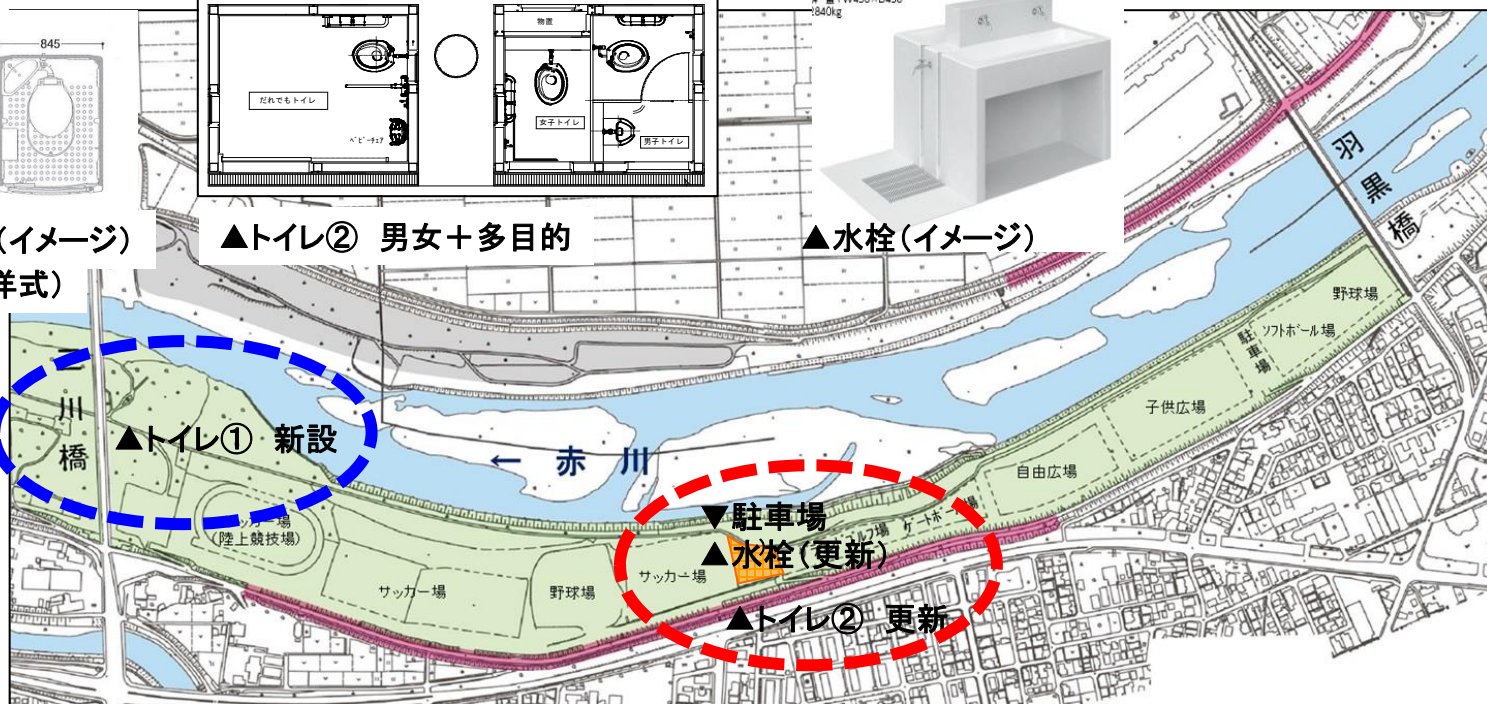 845
だれでもトイレ
ベビーチェア
物置
女子トイレ
男子トイレ
840kg
(イメージ)
洋式)
▲トイレ② 男女+多目的
▲水栓(イメージ)
羽黒橋
野球場
ソフトボール場
駐車場
子供広場
自由広場
三川橋
▲トイレ① 新設
← 赤川
▼駐車場
▲水栓(更新)
ゲートボール場
ルフ場
サッカー場
(陸上競技場)
サッカー場
野球場
サッカー場
▲トイレ② 更新